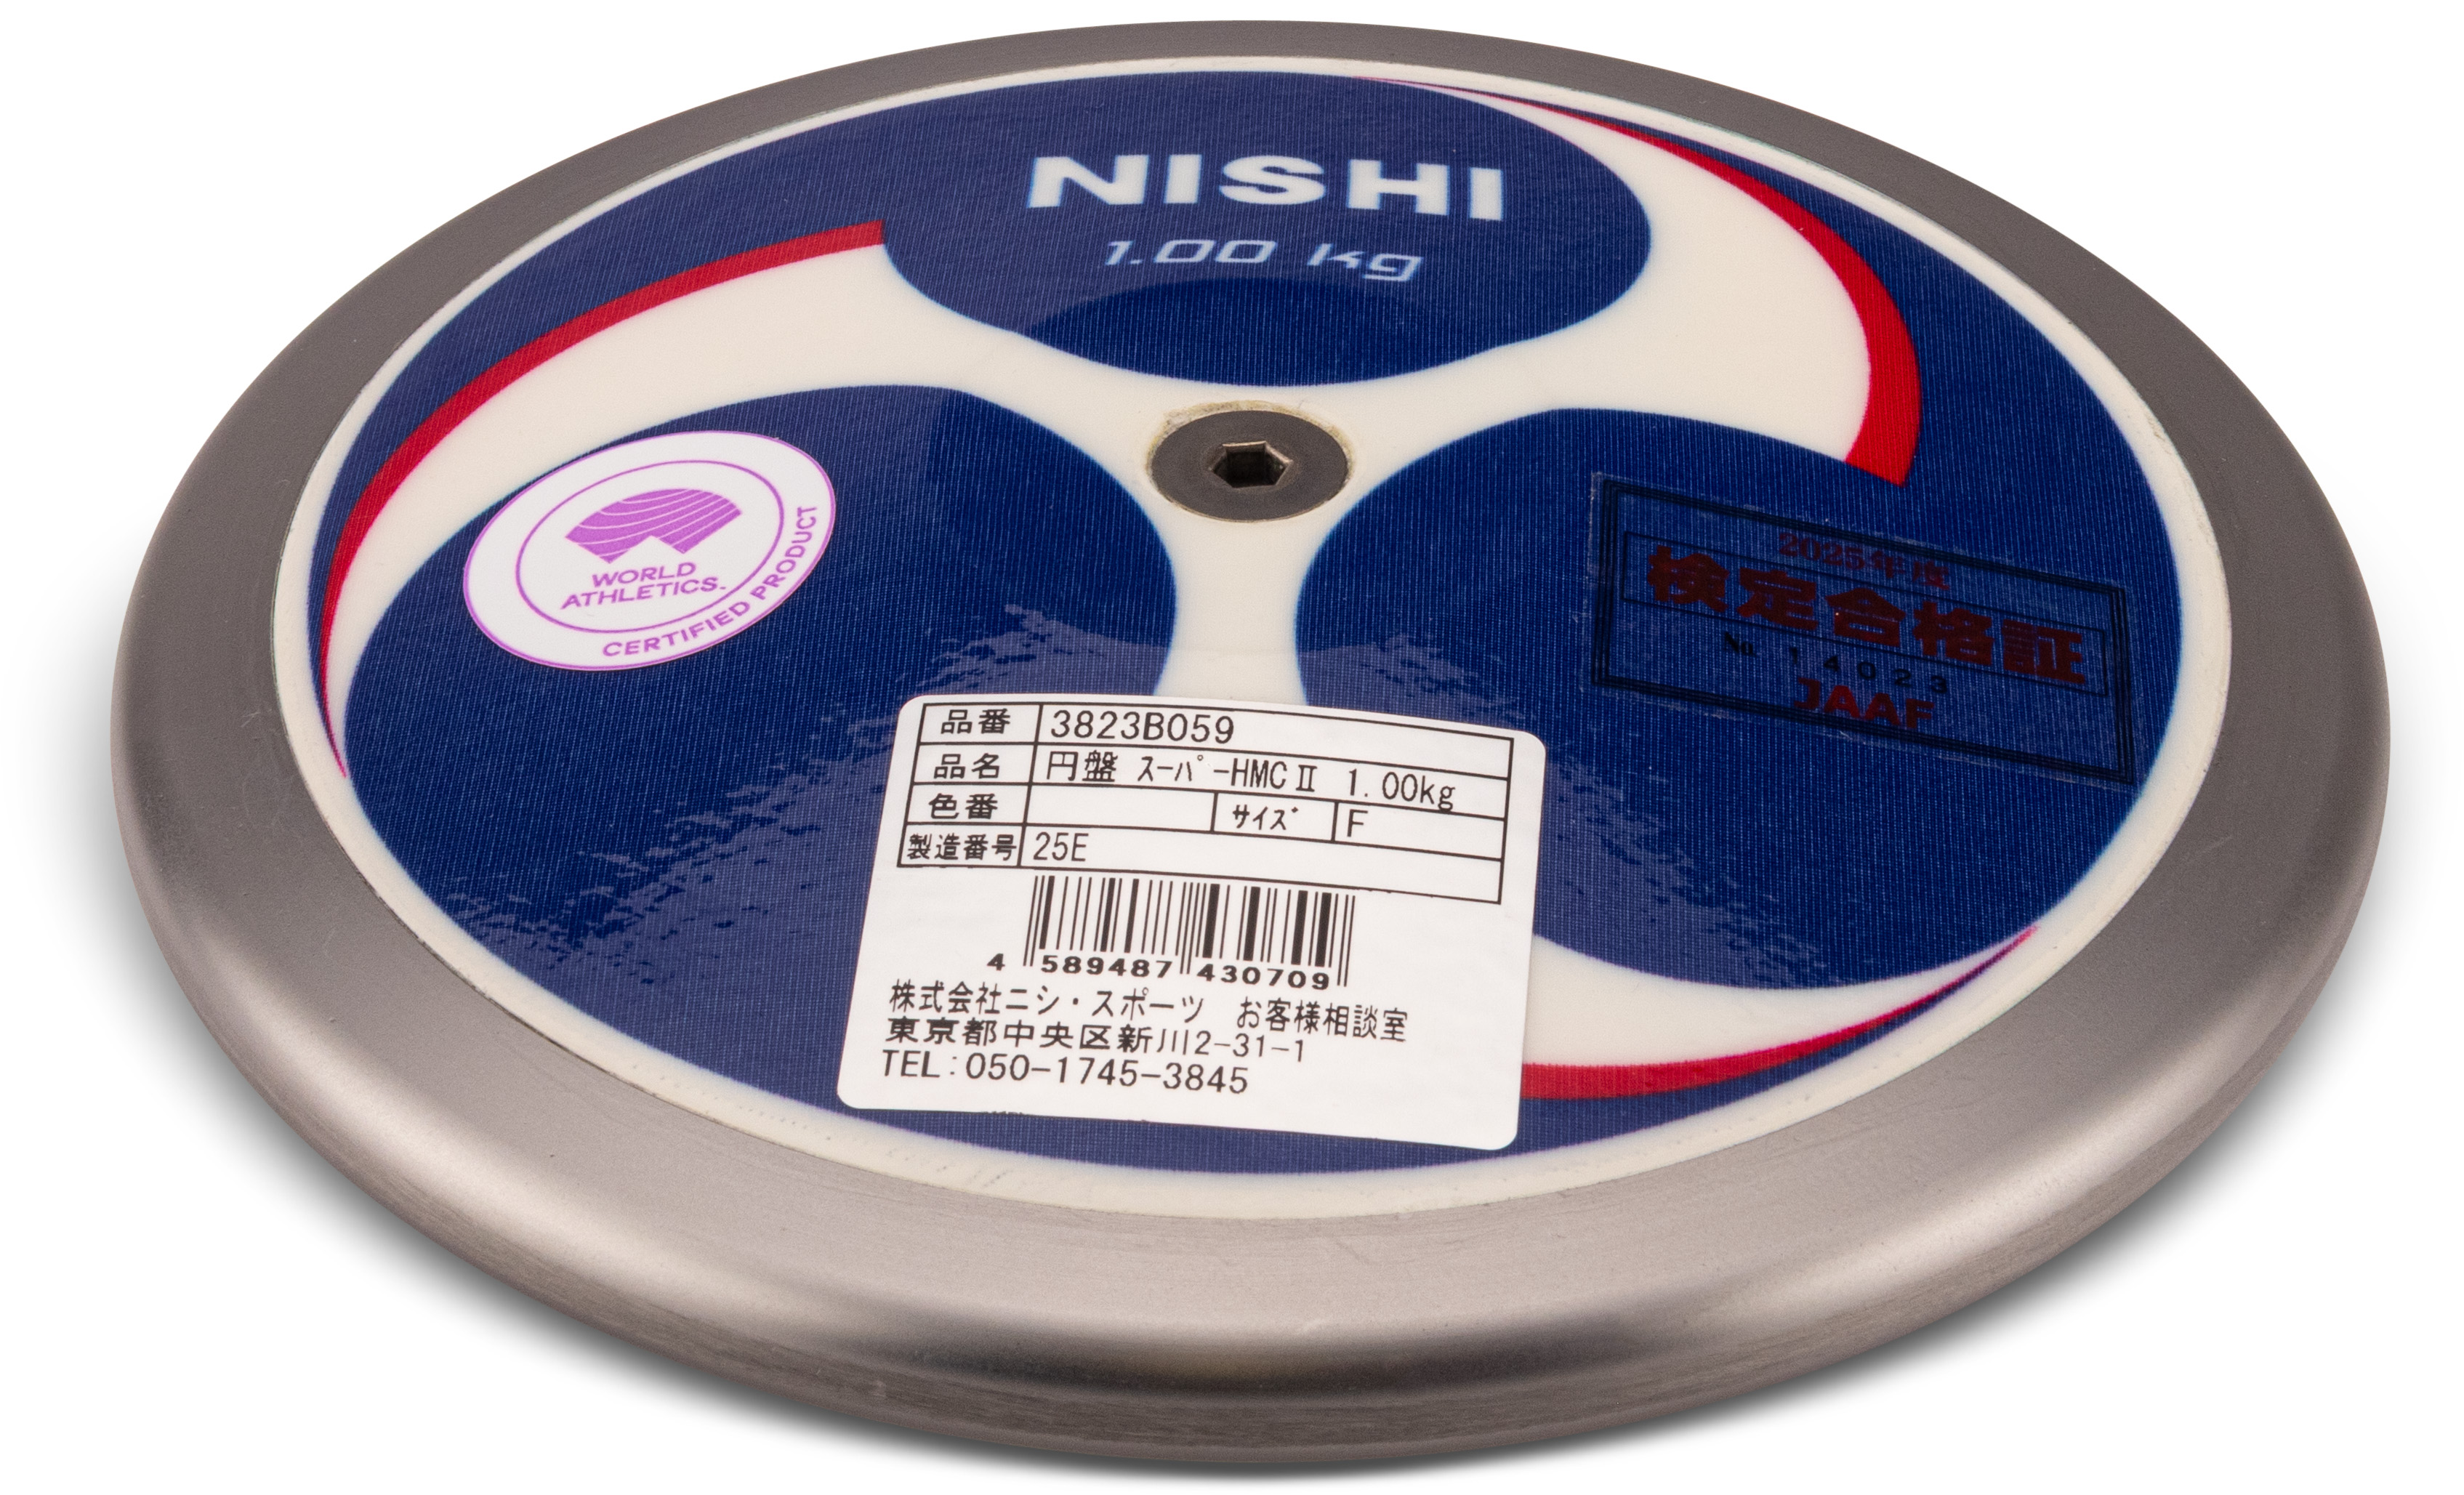 NISHI
1.00 kg
WORLD
ATHLETICS.
CERTIFIED PRODUCT
2025年度
検定合格証
No. 14023
JAAF
品番 3823B059
品名 円盤 ｽｰﾊﾟｰHMCⅡ 1.00kg
色番 ｻｲｽﾞ F
製造番号 25E
4 589487 430709
株式会社ニシ・スポーツ お客様相談室
東京都中央区新川2-31-1
TEL:050-1745-3845